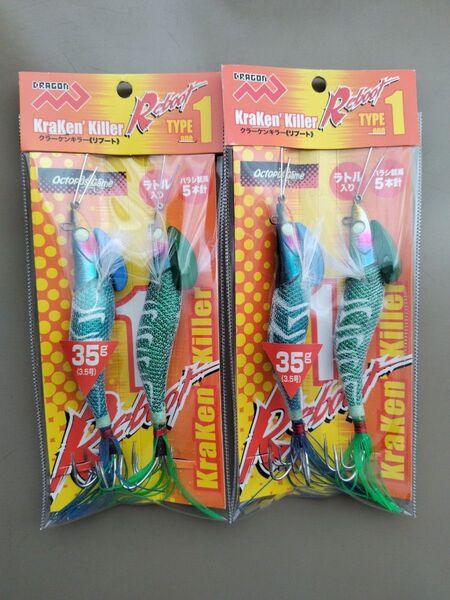 DRAGON
KraKen' Killer
クラーケンキラー《リブート》
Reboot
TYPE
one
1
Octopus Game
ラトル
入り
バラシ軽減
5本針
35g
(3.5号)
1
Reboot
KraKen' Killer
DRAGON
KraKen' Killer
クラーケンキラー《リブート》
Reboot
TYPE
one
1
Octopus Game
ラトル
入り
バラシ軽減
5本針
35g
(3.5号)
1
Reboot
KraKen' Killer